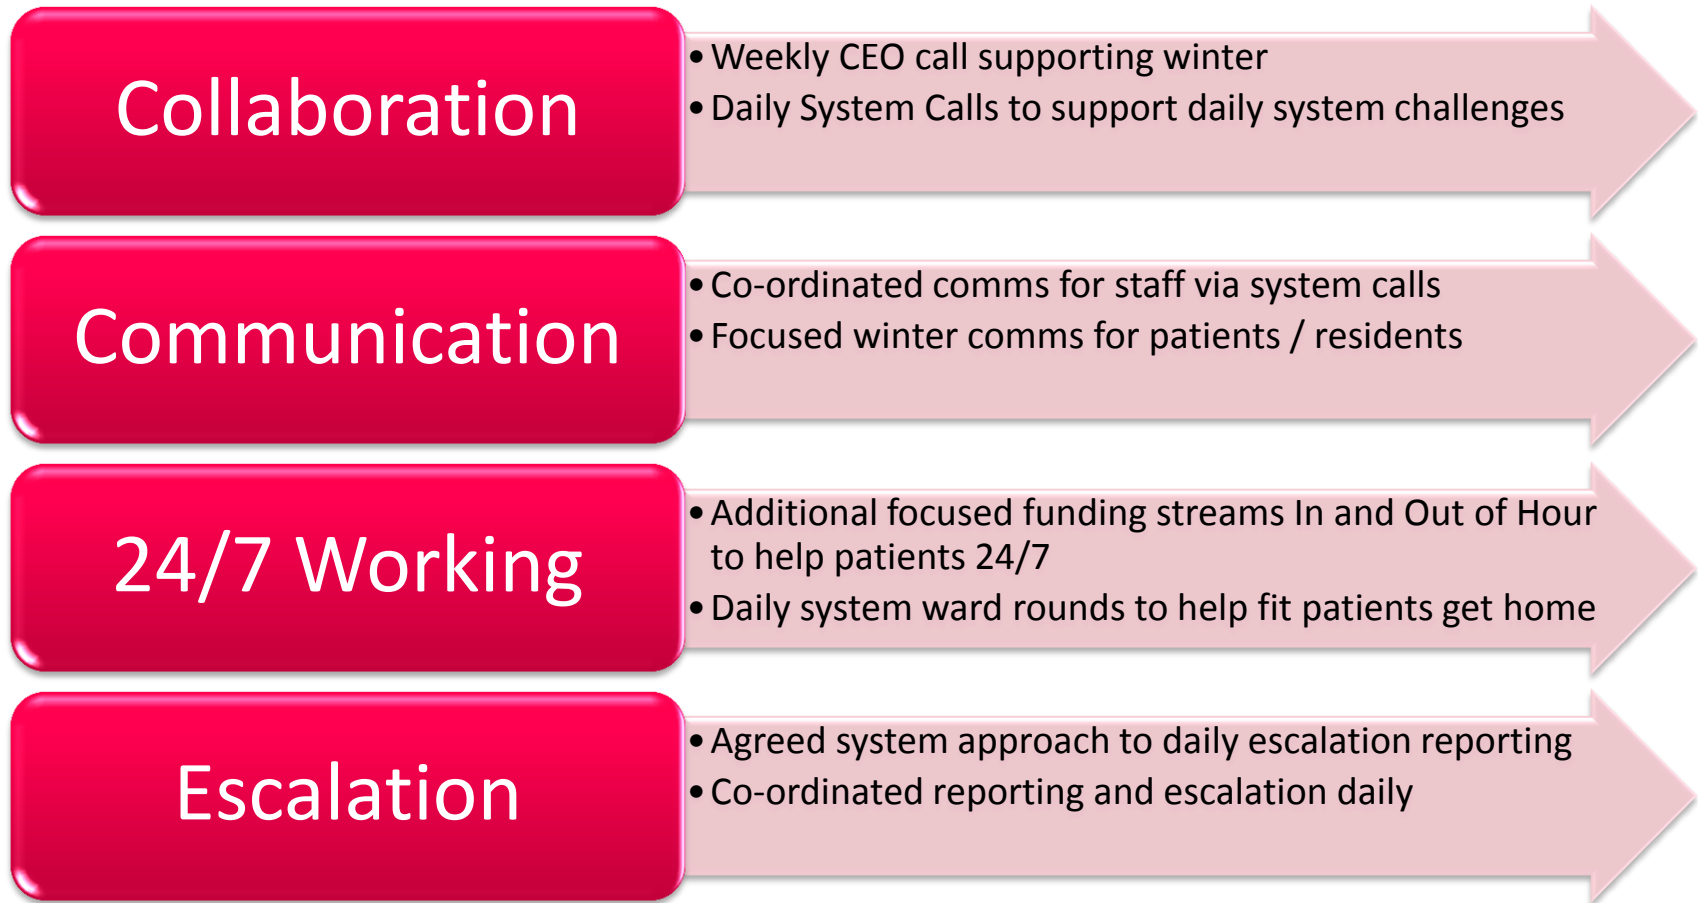 Collaboration
• Weekly CEO call supporting winter
• Daily System Calls to support daily system challenges
Communication
• Co-ordinated comms for staff via system calls
• Focused winter comms for patients / residents
24/7 Working
• Additional focused funding streams In and Out of Hour
to help patients 24/7
• Daily system ward rounds to help fit patients get home
Escalation
• Agreed system approach to daily escalation reporting
• Co-ordinated reporting and escalation daily